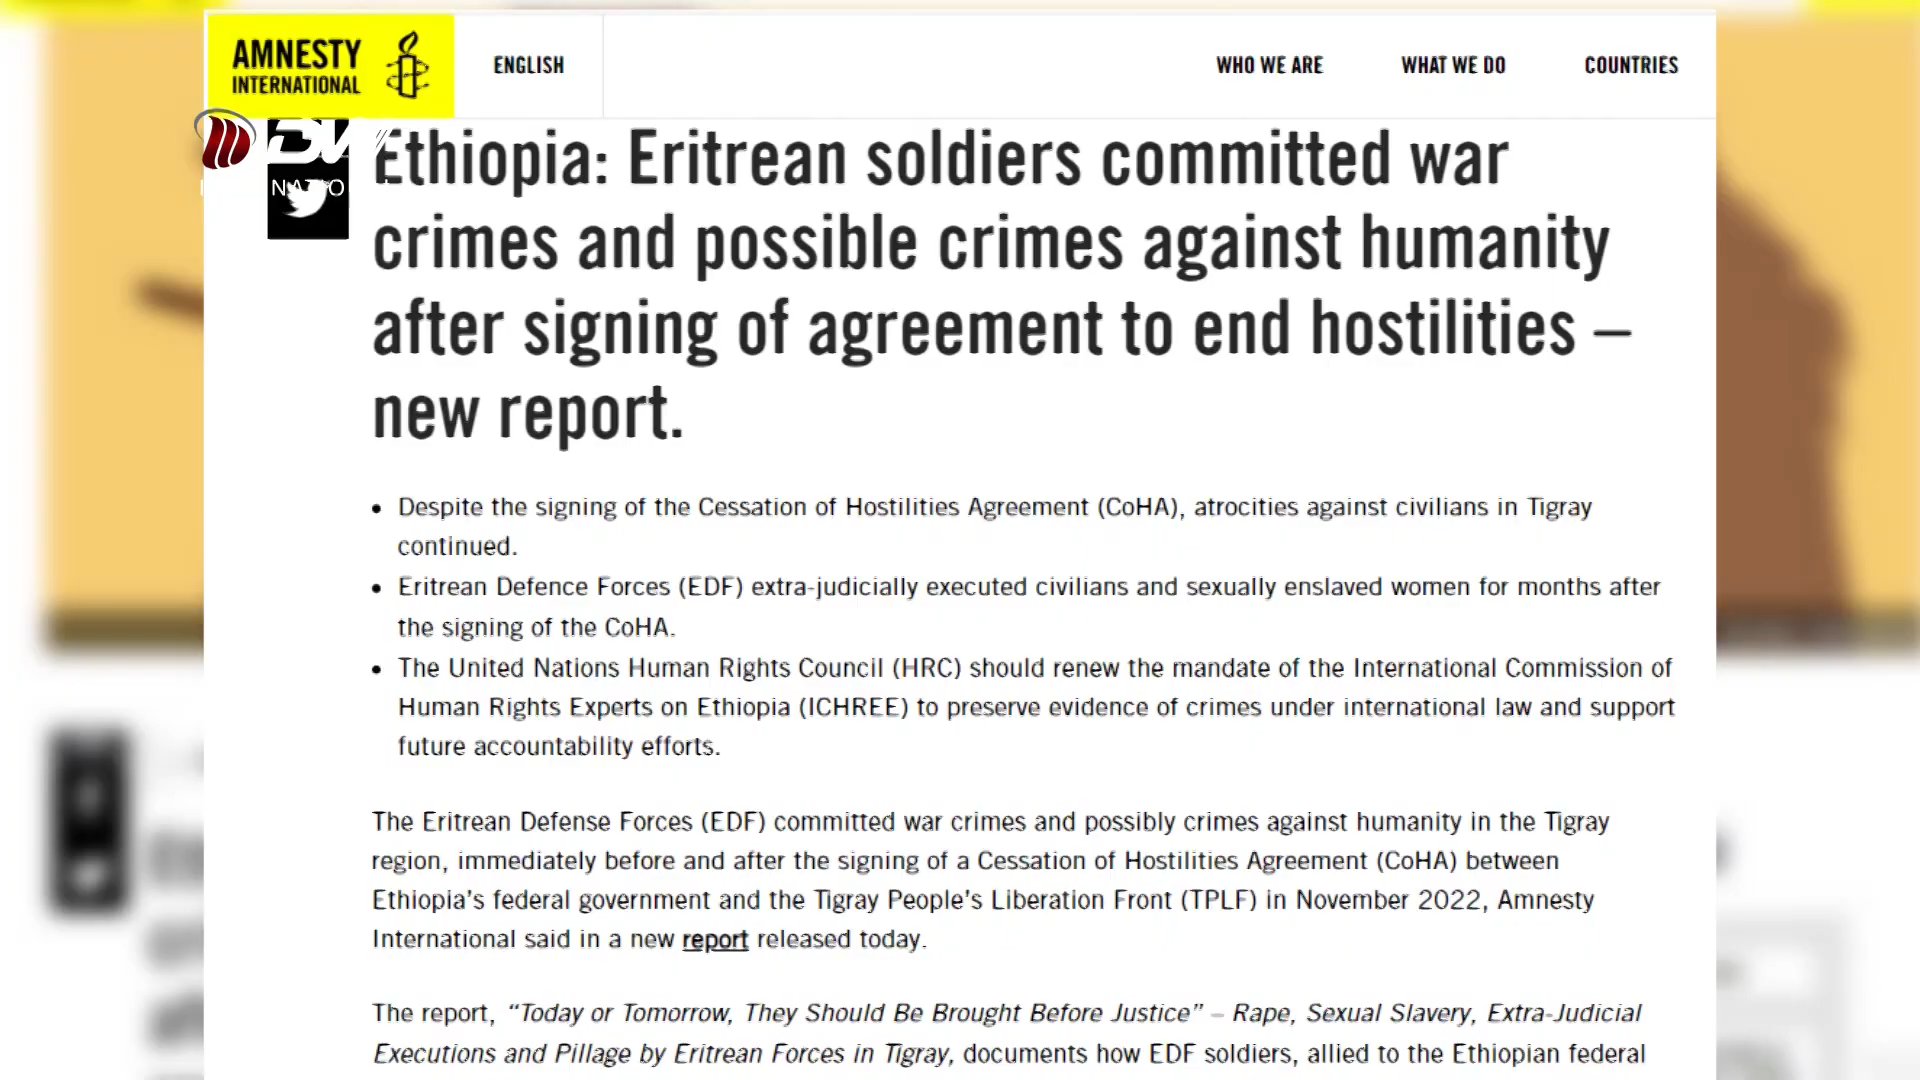 AMNESTY
INTERNATIONAL
ENGLISH
WHO WE ARE
WHAT WE DO
COUNTRIES
Ethiopia: Eritrean soldiers committed war
crimes and possible crimes against humanity
after signing of agreement to end hostilities –
new report.
• Despite the signing of the Cessation of Hostilities Agreement (CoHA), atrocities against civilians in Tigray
continued.
• Eritrean Defence Forces (EDF) extra-judicially executed civilians and sexually enslaved women for months after
the signing of the CoHA.
• The United Nations Human Rights Council (HRC) should renew the mandate of the International Commission of
Human Rights Experts on Ethiopia (ICHREE) to preserve evidence of crimes under international law and support
future accountability efforts.
The Eritrean Defense Forces (EDF) committed war crimes and possibly crimes against humanity in the Tigray
region, immediately before and after the signing of a Cessation of Hostilities Agreement (CoHA) between
Ethiopia's federal government and the Tigray People's Liberation Front (TPLF) in November 2022, Amnesty
International said in a new report released today.
The report, “Today or Tomorrow, They Should Be Brought Before Justice” – Rape, Sexual Slavery, Extra-Judicial
Executions and Pillage by Eritrean Forces in Tigray, documents how EDF soldiers, allied to the Ethiopian federal